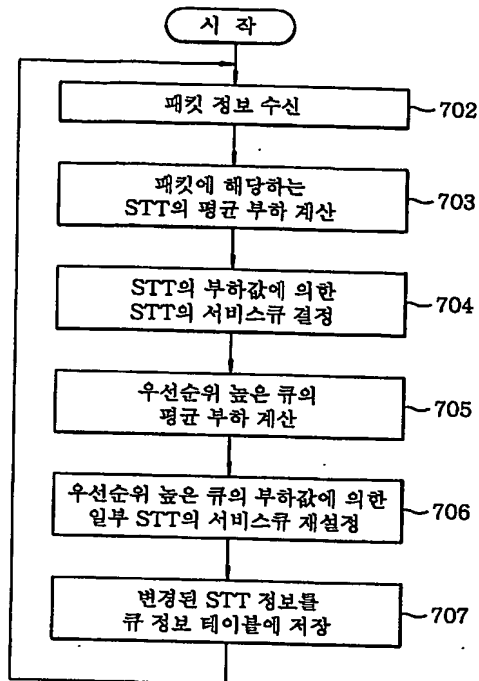 시 작
패킷 정보 수신
702
패킷에 해당하는
STT의 평균 부하 계산
703
STT의 부하값에 의한
STT의 서비스큐 결정
704
우선순위 높은 큐의
평균 부하 계산
705
우선순위 높은 큐의 부하값에 의한
일부 STT의 서비스큐 재설정
706
변경된 STT 정보를
큐 정보 테이블에 저장
707